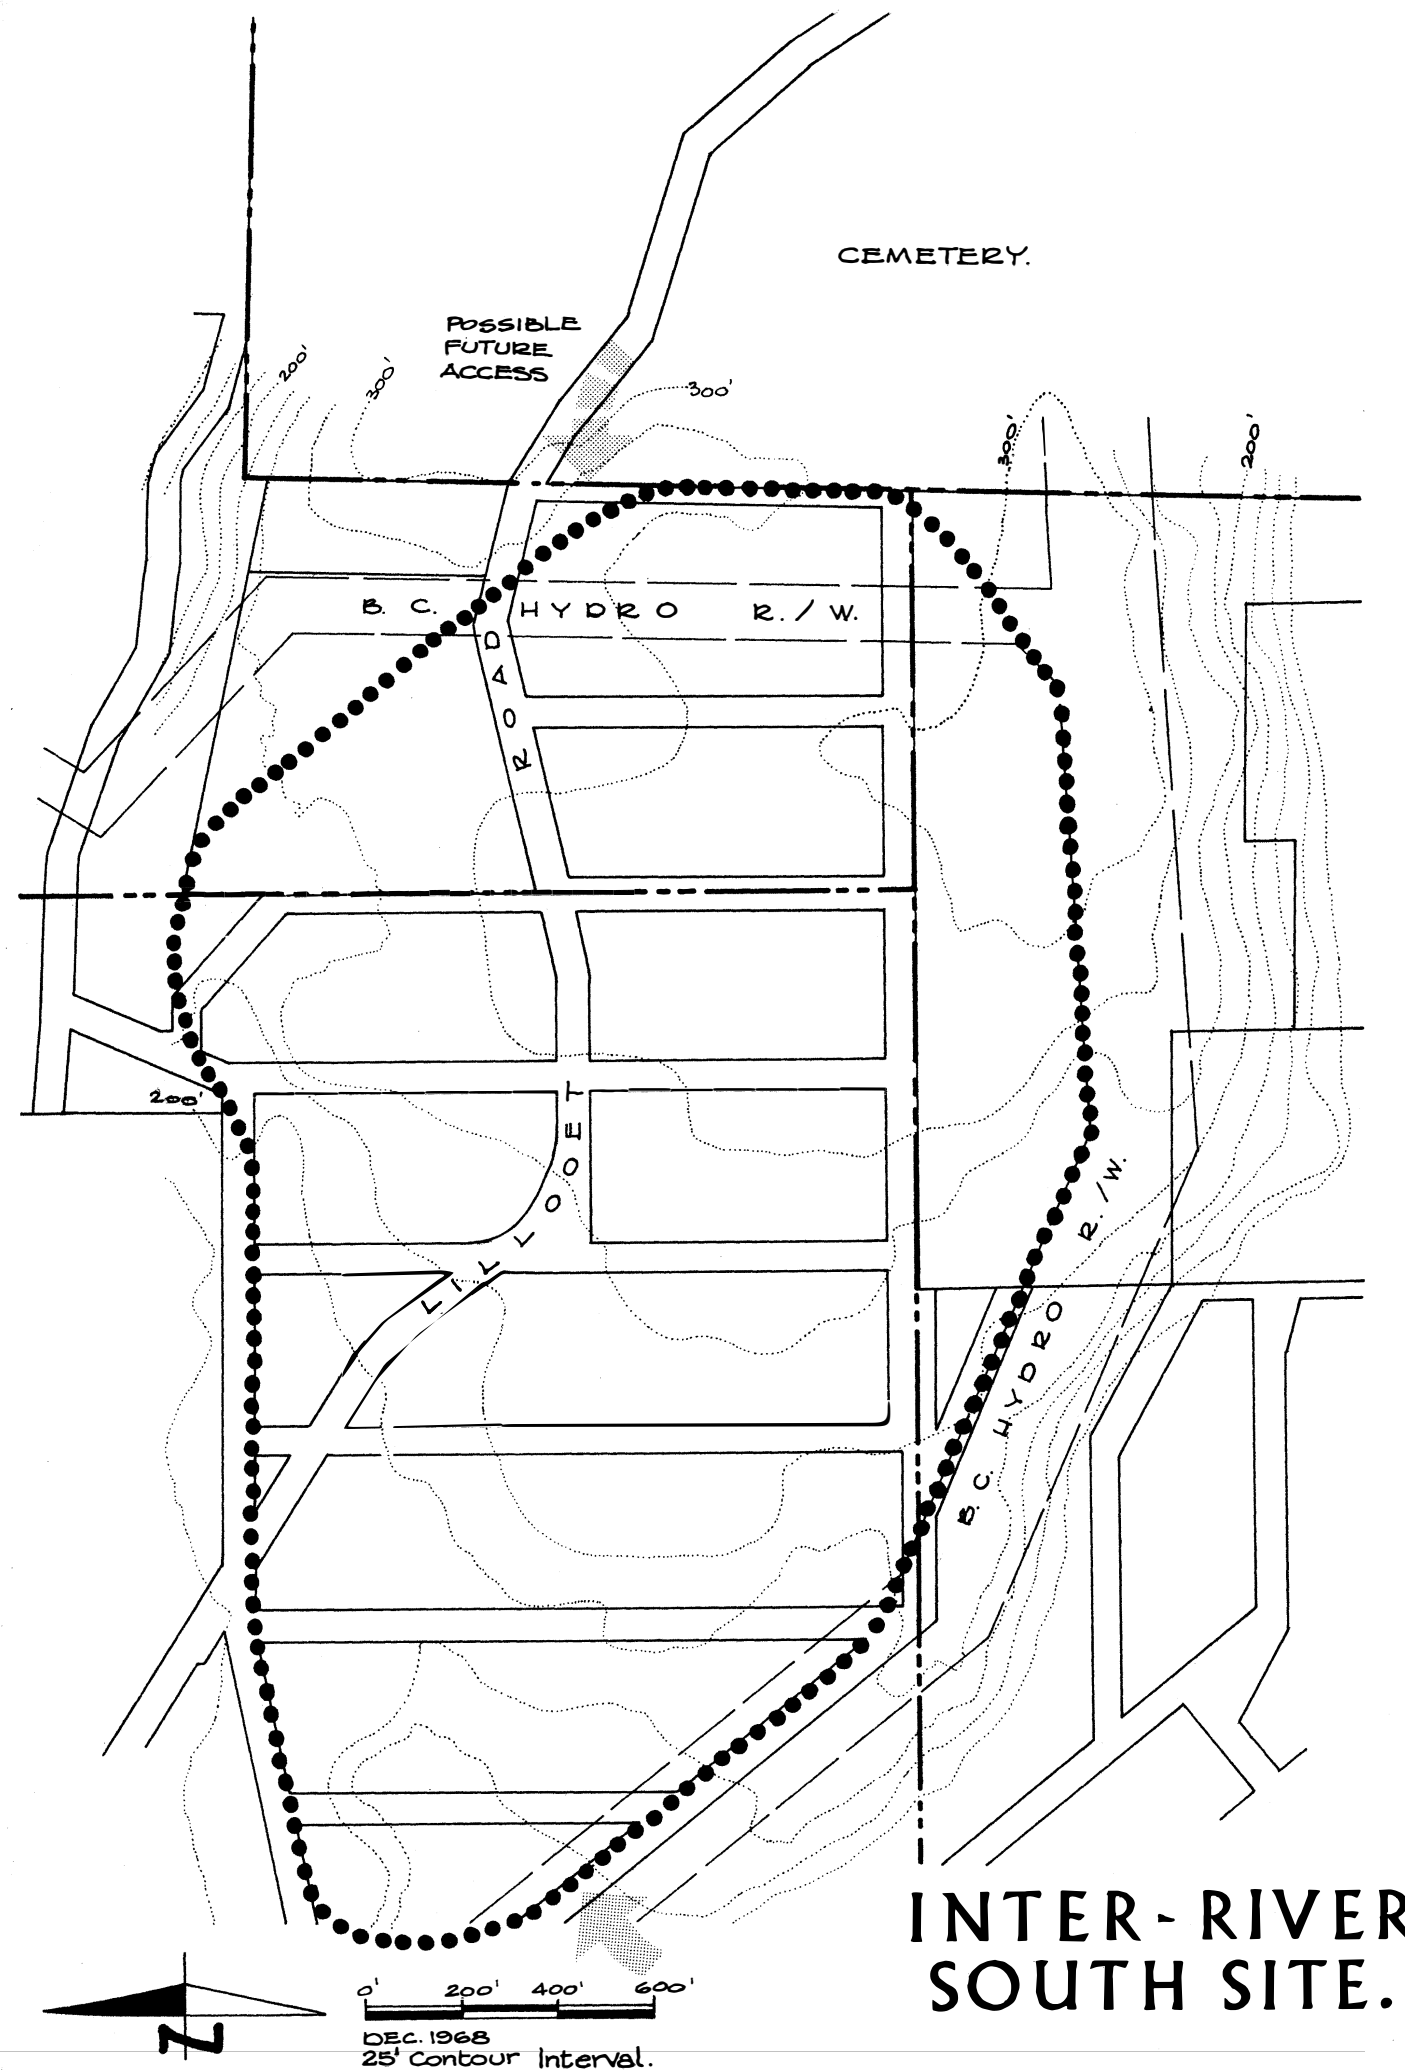 CEMETERY.
POSSIBLE
FUTURE
ACCESS
200'
300'
300'
300'
200'
B. C. HYDRO R./W.
LILLOOET ROAD
200'
B.C. HYDRO R./W.
INTER-RIVER
SOUTH SITE.
0' 200' 400' 600'
DEC. 1968
25' Contour Interval.
N